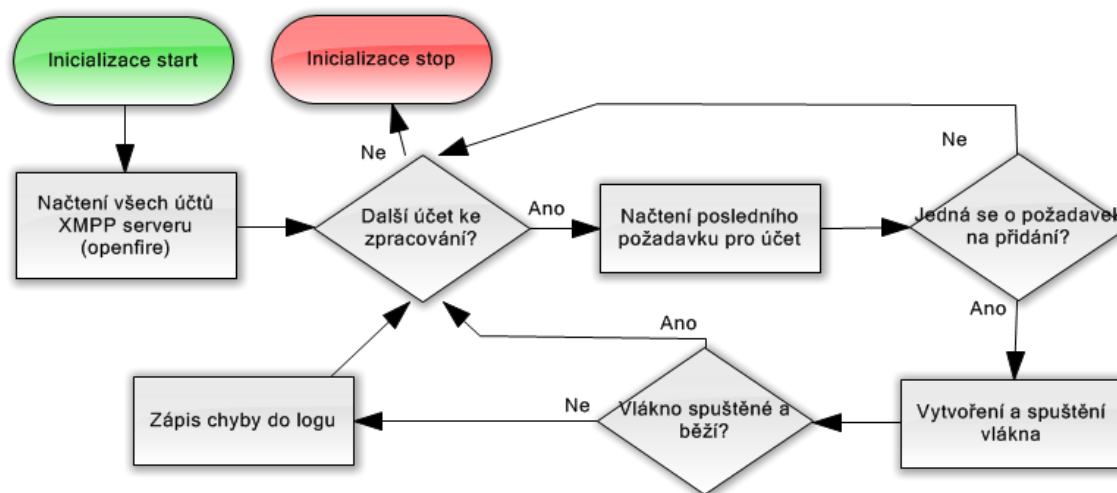 Inicializace start
Inicializace stop
Ne
Ne
Načtení všech účtů
XMPP serveru
(openfire)
Další účet ke
zpracování?
Ano
Načtení posledního
požadavku pro účet
Jedná se o požadavek
na přidání?
Ano
Ano
Zápis chyby do logu
Ne
Vlákno spuštěné a
běží?
Vytvoření a spuštění
vlákna